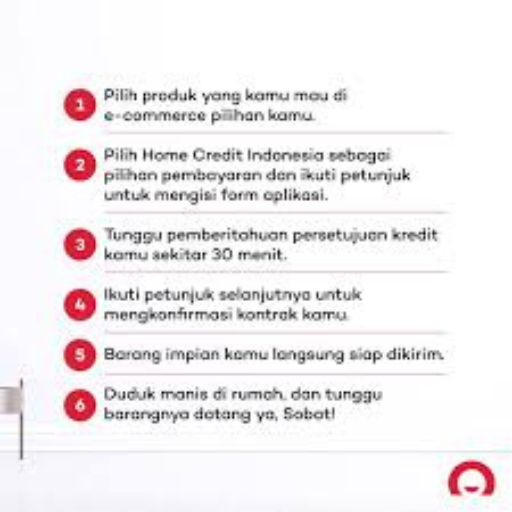 1
Pilih produk yang kamu mau di
e-commerce pilihan kamu.
2
Pilih Home Credit Indonesia sebagai
pilihan pembayaran dan ikuti petunjuk
untuk mengisi form aplikasi.
3
Tunggu pemberitahuan persetujuan kredit
kamu sekitar 30 menit.
4
Ikuti petunjuk selanjutnya untuk
mengkonfirmasi kontrak kamu.
5
Barang impian kamu langsung siap dikirim.
6
Duduk manis di rumah, dan tunggu
barangnya datang ya, Sobat!